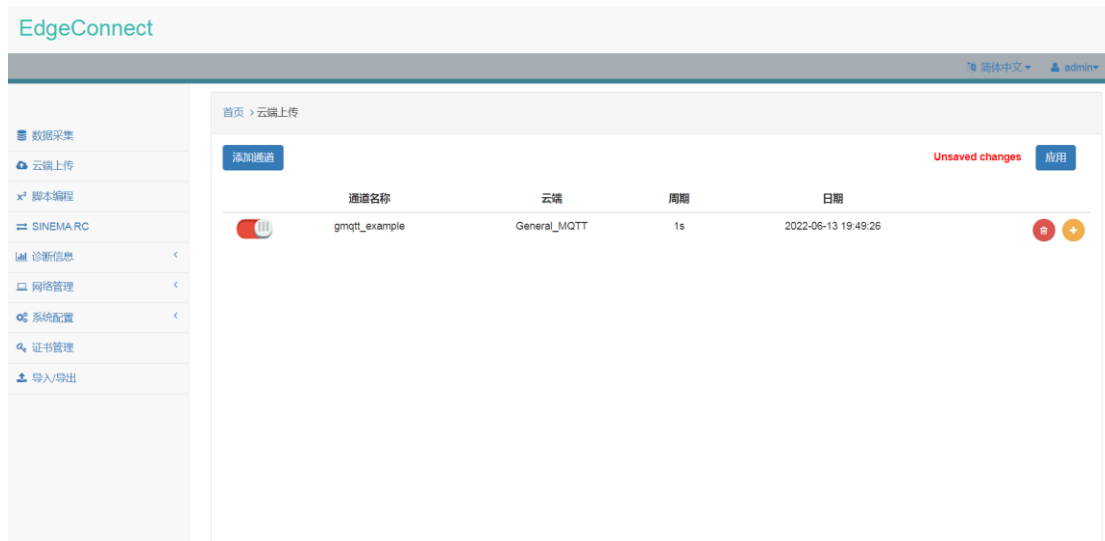 EdgeConnect
简体中文 admin
首页 > 云端上传
数据采集
添加通道 Unsaved changes 应用
云端上传
脚本编程
通道名称 云端 周期 日期
SINEMA RC
gmqtt_example General_MQTT 1s 2022-06-13 19:49:26
诊断信息
网络管理
系统配置
证书管理
导入/导出